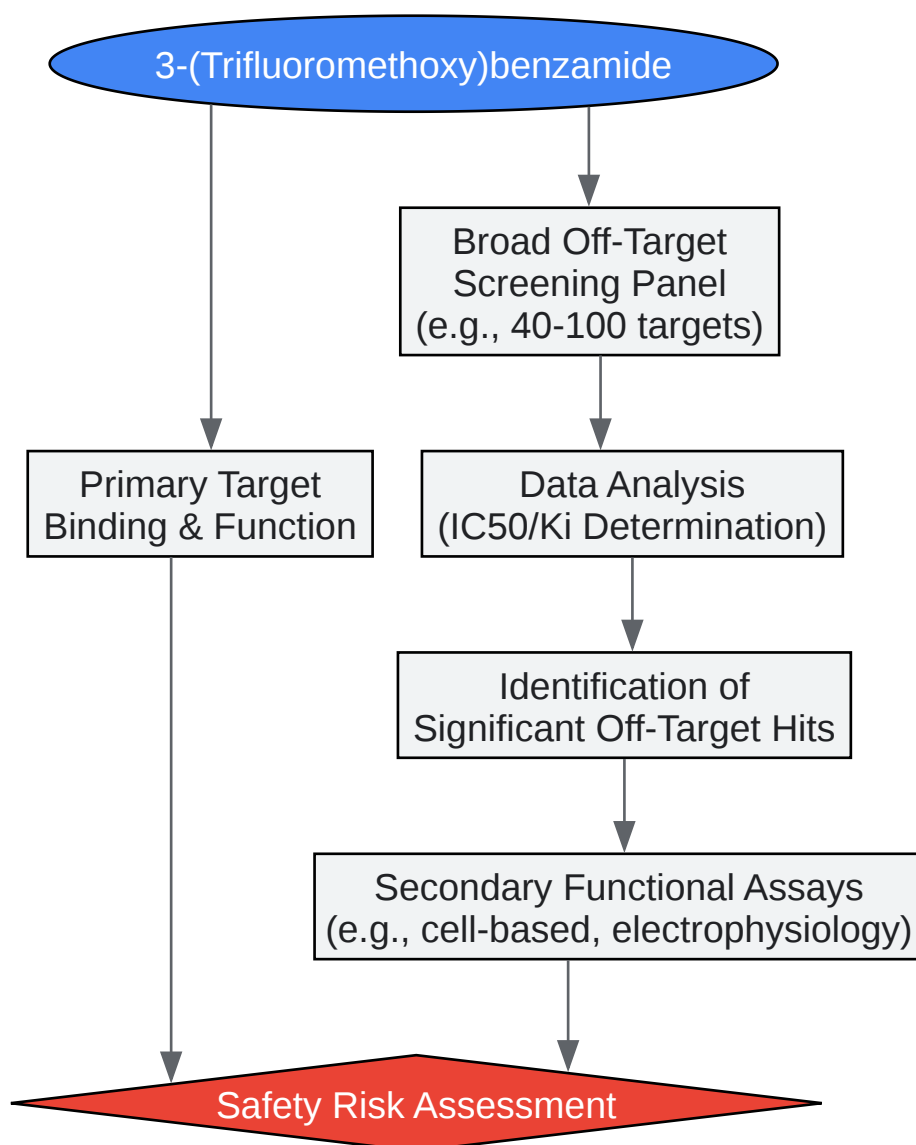 3-(Trifluoromethoxy)benzamide
Broad Off-Target
Screening Panel
(e.g., 40-100 targets)
Primary Target
Binding & Function
Data Analysis
(IC50/Ki Determination)
Identification of
Significant Off-Target Hits
Secondary Functional Assays
(e.g., cell-based, electrophysiology)
Safety Risk Assessment